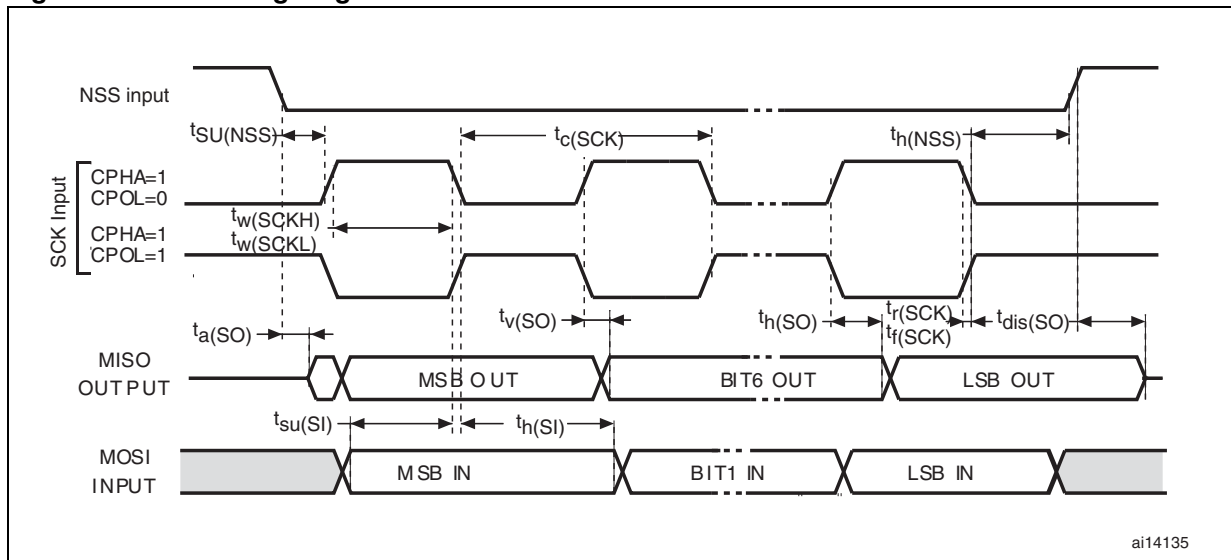 NSS input
tSU(NSS)
tc(SCK)
th(NSS)
SCK Input
CPHA=1
CPOL=0
tw(SCKH)
tw(SCKL)
CPHA=1
CPOL=1
ta(SO)
tv(SO)
th(SO)
tr(SCK)
tf(SCK)
tdis(SO)
MISO
OUTPUT
MSB OUT
BIT6 OUT
LSB OUT
tsu(SI)
th(SI)
MOSI
INPUT
MSB IN
BIT1 IN
LSB IN
ai14135